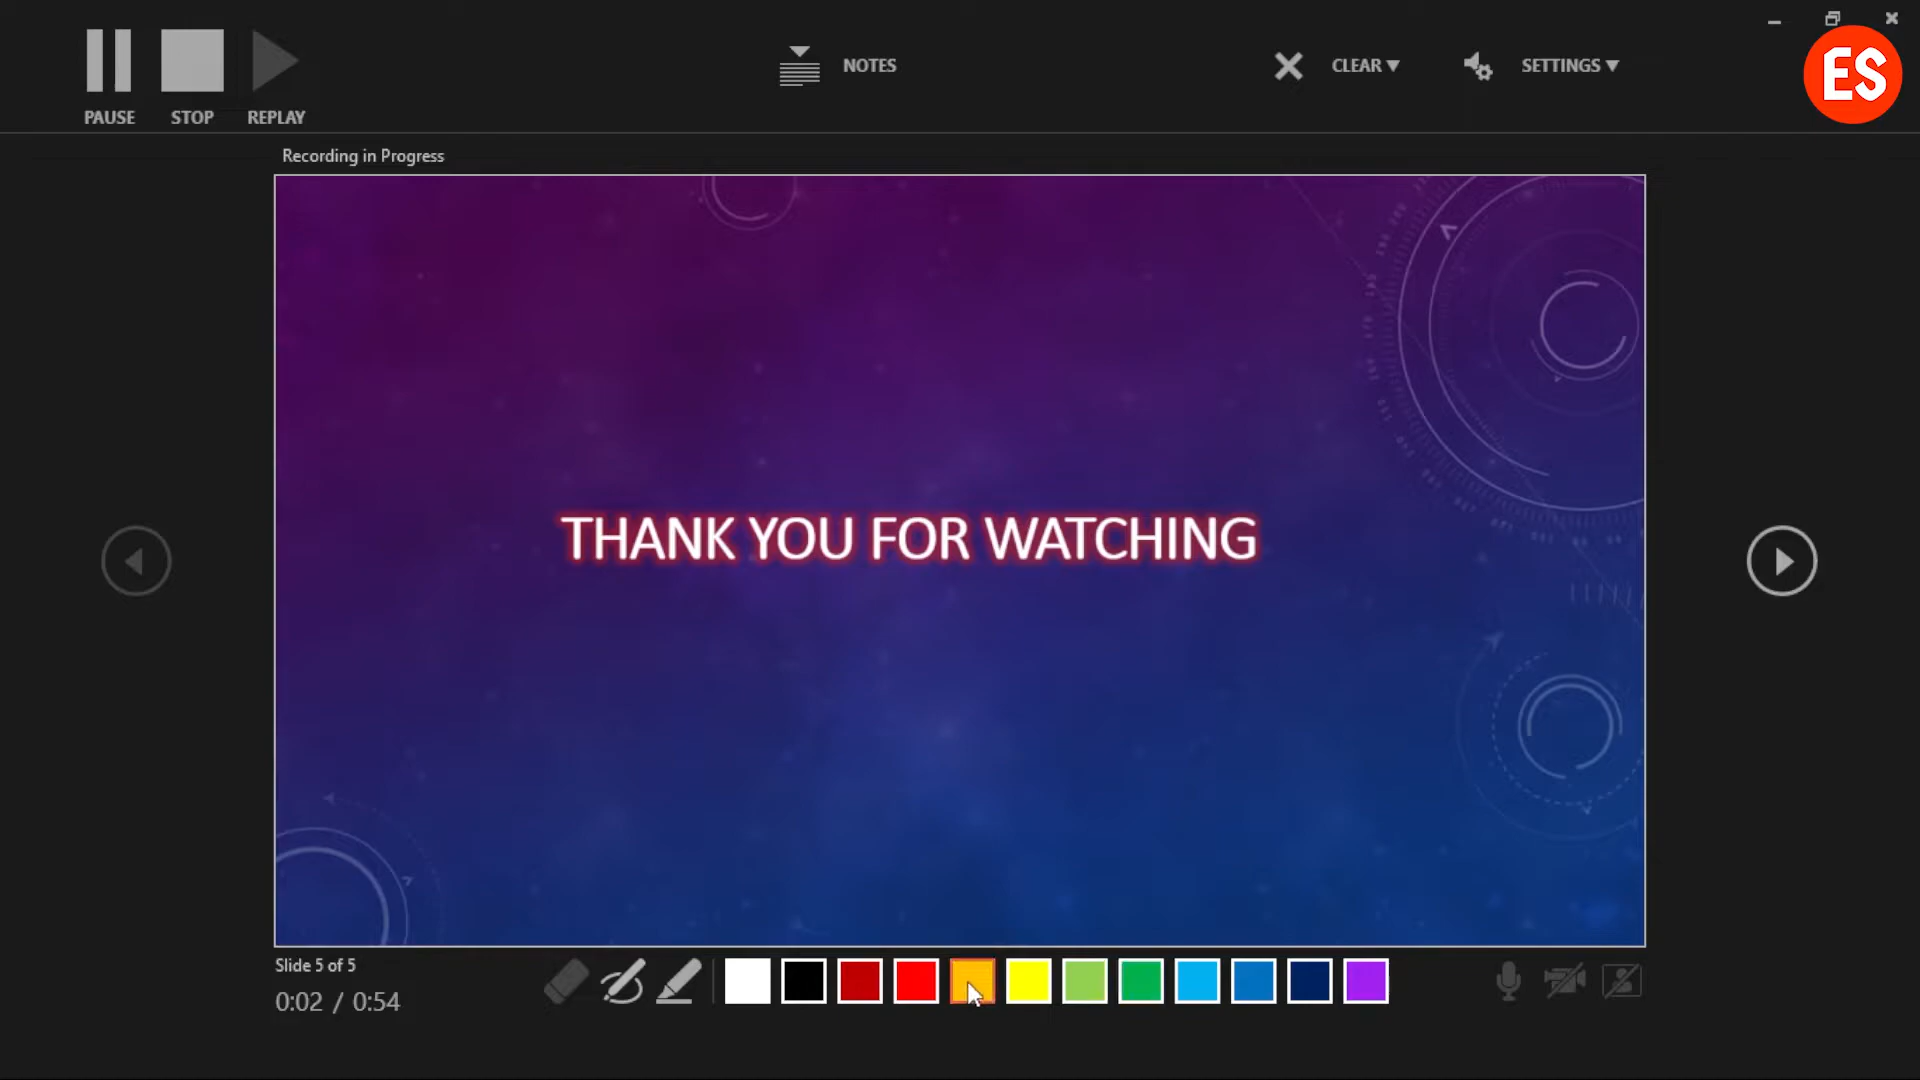 PAUSE STOP REPLAY
NOTES
CLEAR
SETTINGS
ES
Recording in Progress
THANK YOU FOR WATCHING
Slide 5 of 5
0:02 / 0:54